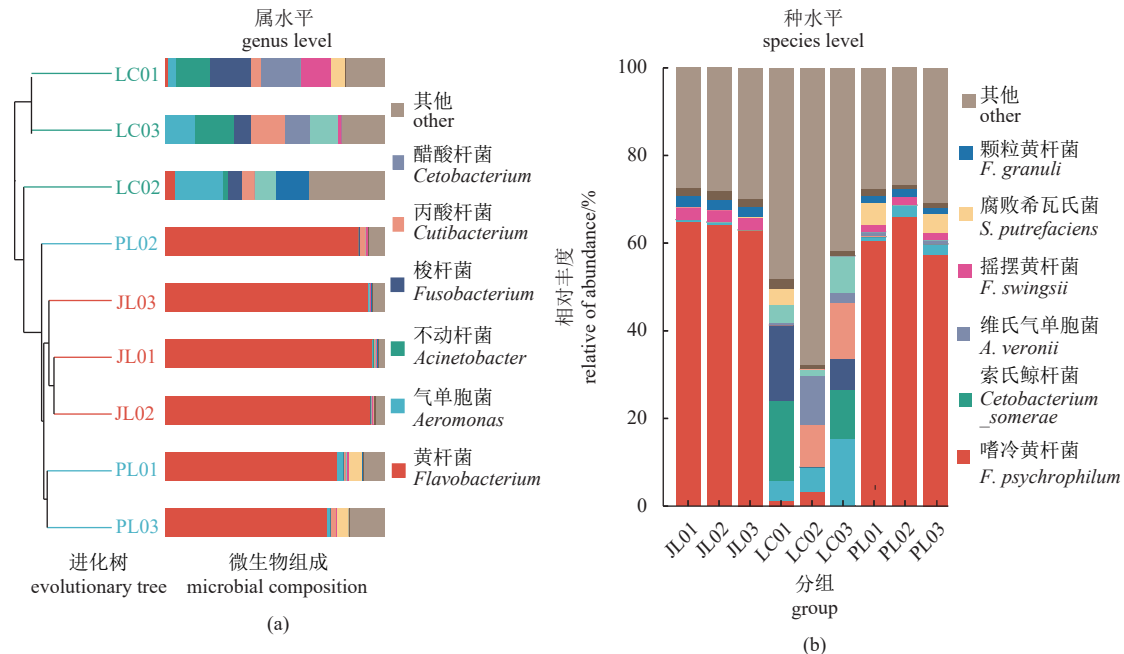 属水平
genus level
LC01
LC03
LC02
PL02
JL03
JL01
JL02
PL01
PL03
其他
other
醋酸杆菌
Cetobacterium
丙酸杆菌
Cutibacterium
梭杆菌
Fusobacterium
不动杆菌
Acinetobacter
气单胞菌
Aeromonas
黄杆菌
Flavobacterium
进化树
evolutionary tree
微生物组成
microbial composition
(a)
种水平
species level
相对丰度
relative of abundance/%
100
80
60
40
20
0
JL01
JL02
JL03
LC01
LC02
LC03
PL01
PL02
PL03
分组
group
其他
other
颗粒黄杆菌
F. granuli
腐败希瓦氏菌
S. putrefaciens
摇摆黄杆菌
F. swingsii
维氏气单胞菌
A. veronii
索氏鲸杆菌
Cetobacterium
_somerae
嗜冷黄杆菌
F. psychrophilum
(b)